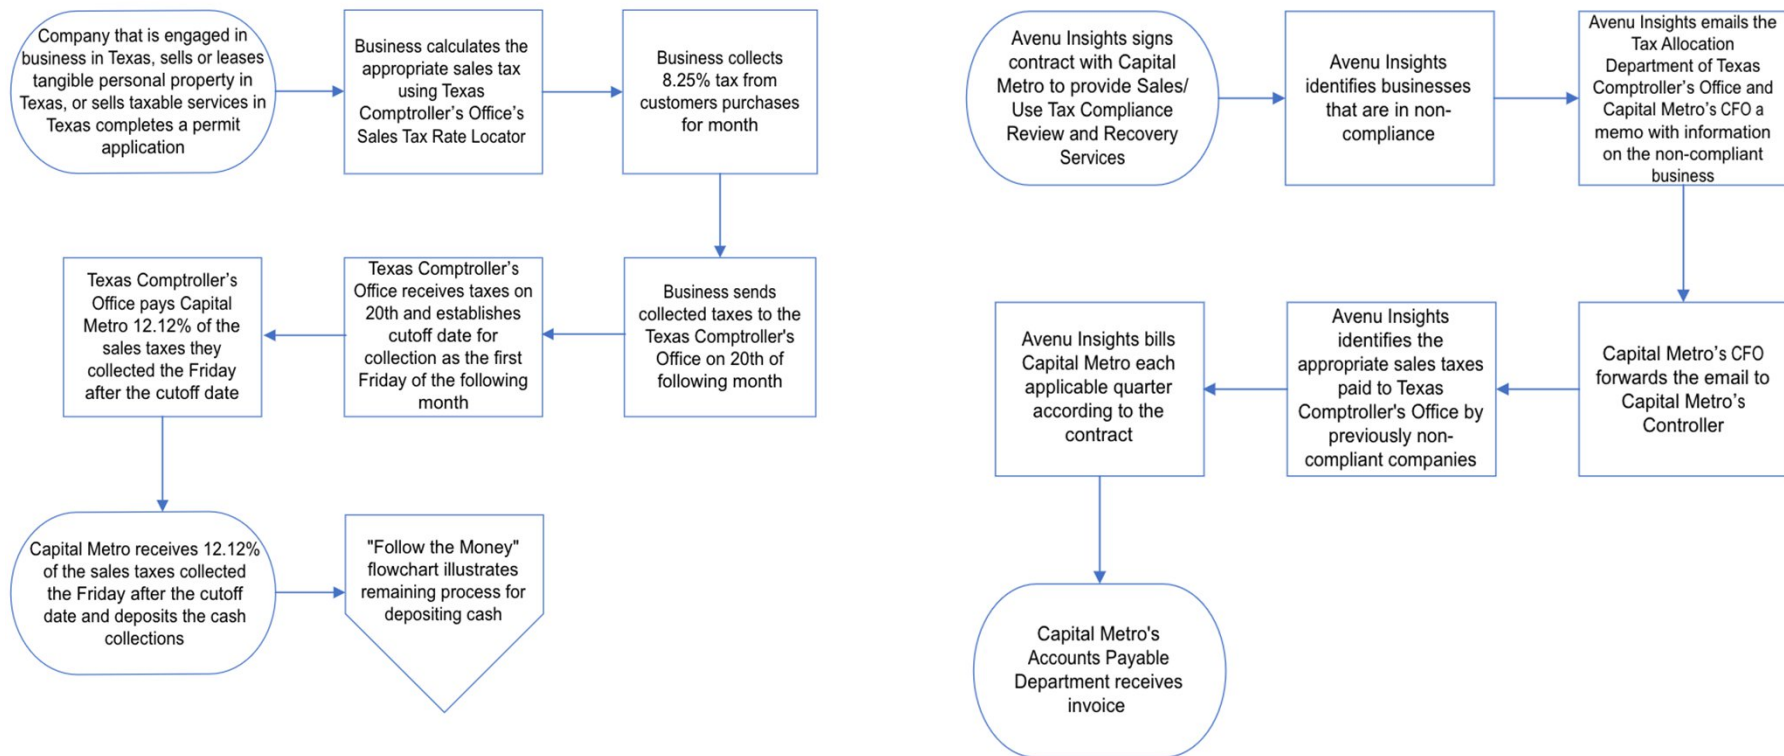 Company that is engaged in
business in Texas, sells or leases
tangible personal property in
Texas, or sells taxable services in
Texas completes a permit
application
Business calculates the
appropriate sales tax
using Texas
Comptroller's Office's
Sales Tax Rate Locator
Business collects
8.25% tax from
customers purchases
for month
Business sends
collected taxes to the
Texas Comptroller's
Office on 20th of
following month
Texas Comptroller's
Office receives taxes on
20th and establishes
cutoff date for
collection as the first
Friday of the following
month
Texas Comptroller's
Office pays Capital
Metro 12.12% of the
sales taxes they
collected the Friday
after the cutoff date
Capital Metro receives 12.12%
of the sales taxes collected
the Friday after the cutoff
date and deposits the cash
collections
"Follow the Money"
flowchart illustrates
remaining process for
depositing cash
Avenu Insights signs
contract with Capital
Metro to provide Sales/
Use Tax Compliance
Review and Recovery
Services
Avenu Insights
identifies businesses
that are in non-
compliance
Avenu Insights emails the
Tax Allocation
Department of Texas
Comptroller's Office and
Capital Metro's CFO a
memo with information
on the non-compliant
business
Capital Metro's CFO
forwards the email to
Capital Metro's
Controller
Avenu Insights
identifies the
appropriate sales taxes
paid to Texas
Comptroller's Office by
previously non-
compliant companies
Avenu Insights bills
Capital Metro each
applicable quarter
according to the
contract
Capital Metro's
Accounts Payable
Department receives
invoice